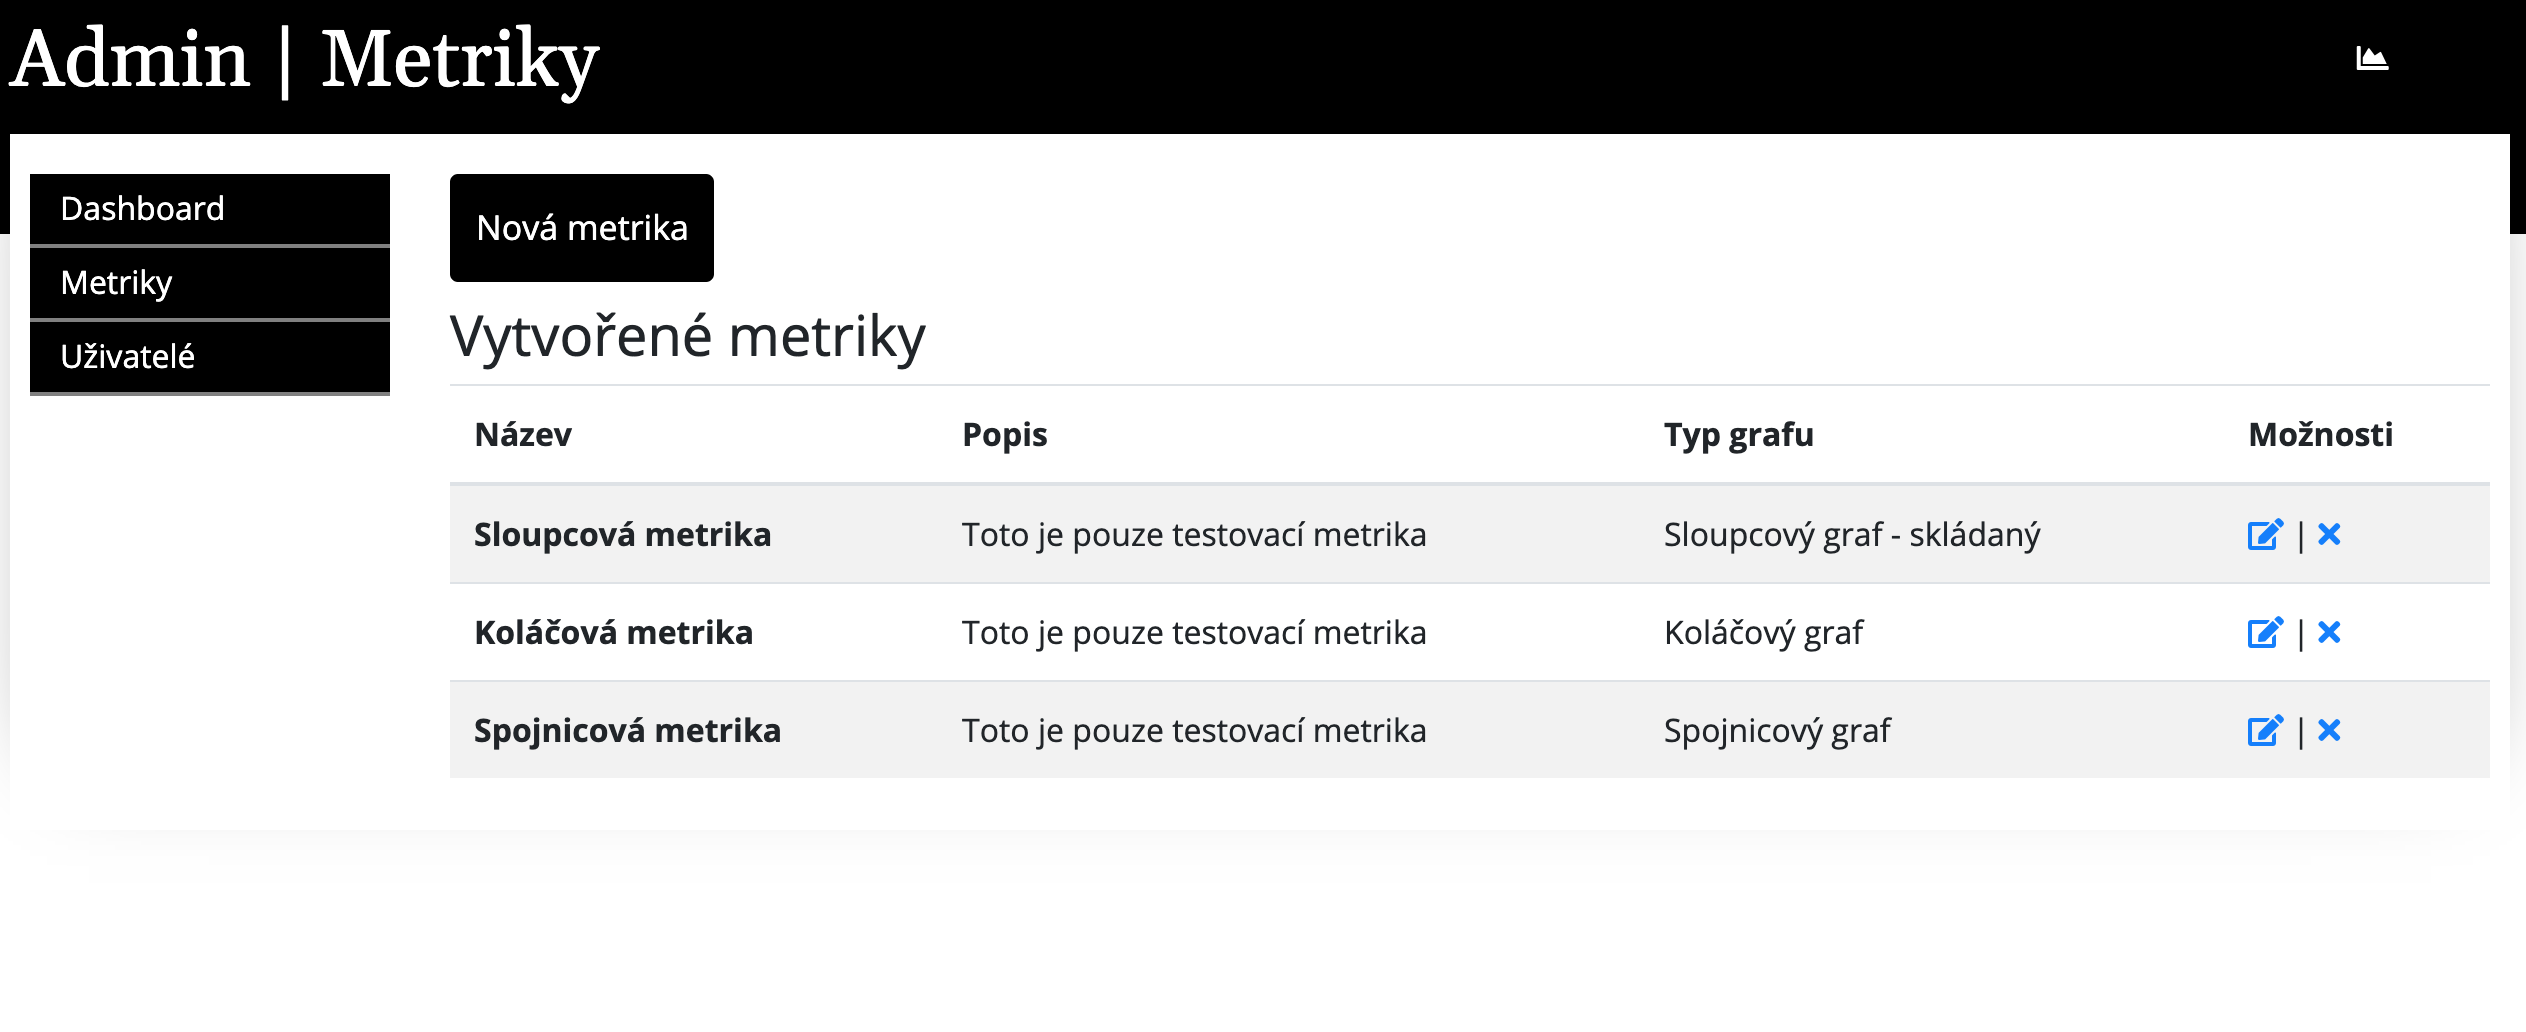 Admin | Metriky
Dashboard
Metriky
Uživatelé
Nová metrika
Vytvořené metriky
Název Popis Typ grafu Možnosti
Sloupcová metrika Toto je pouze testovací metrika Sloupcový graf - skládaný |
Koláčová metrika Toto je pouze testovací metrika Koláčový graf |
Spojnicová metrika Toto je pouze testovací metrika Spojnicový graf |